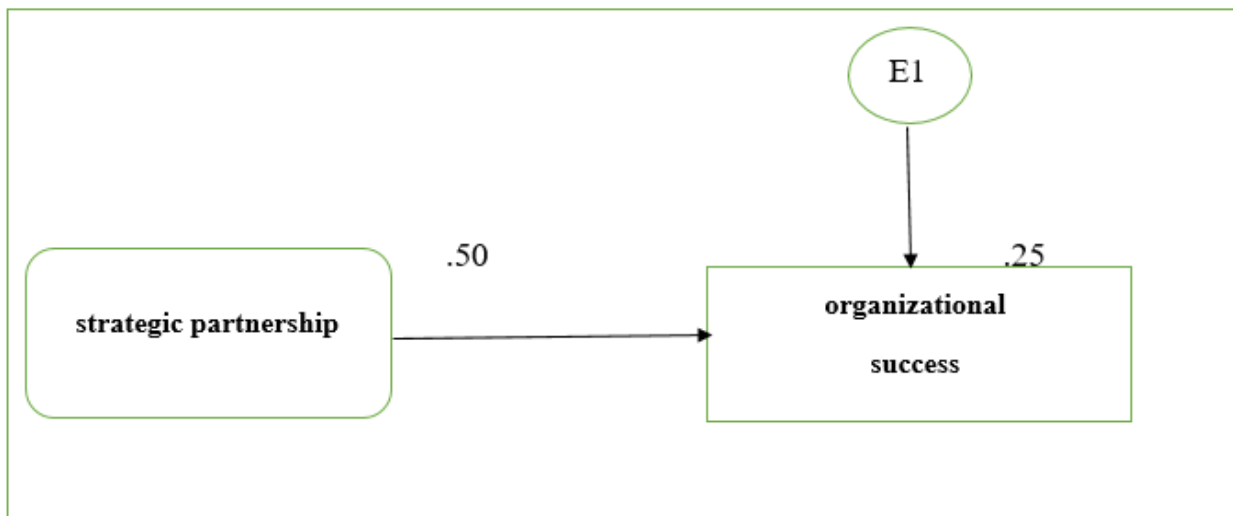 E1
.50
.25
strategic partnership
organizational
success